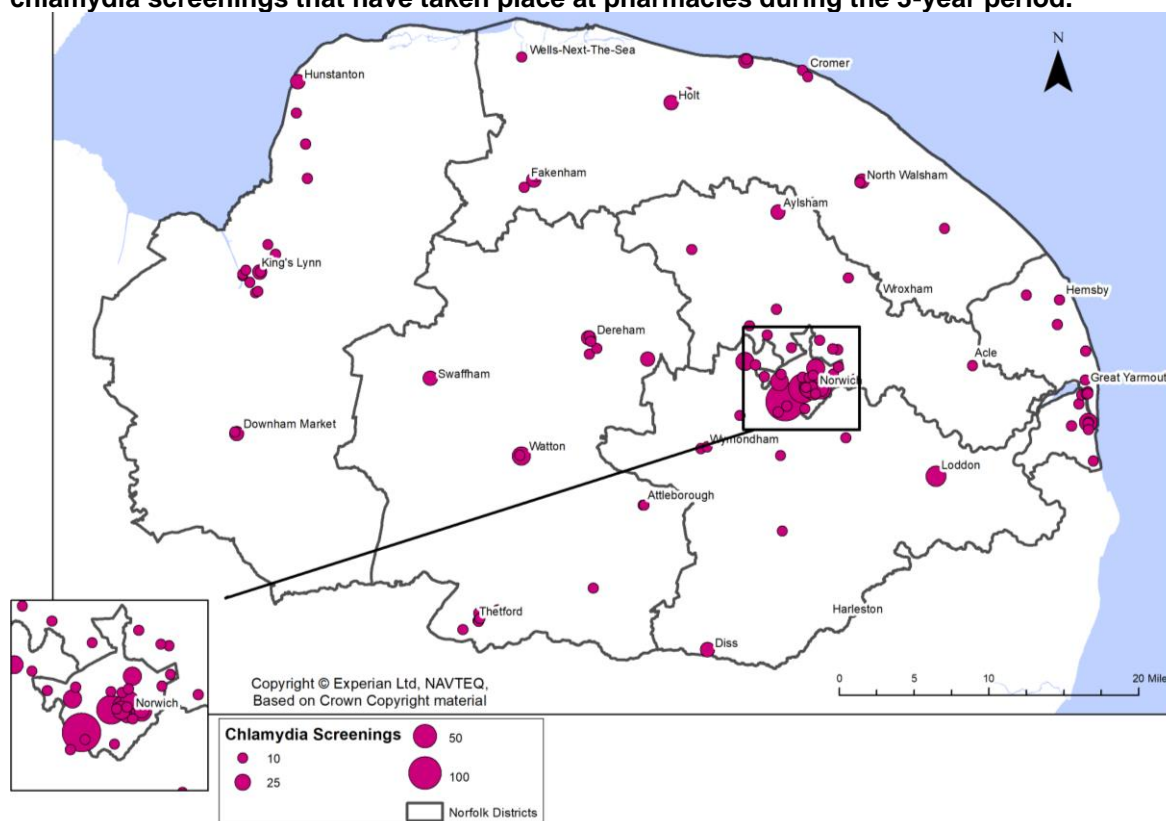 chlamydia screenings that have taken place at pharmacies during the 5-year period.
N
Wells-Next-The-Sea
Cromer
Hunstanton
Holt
Fakenham
North Walsham
Aylsham
King's Lynn
Wroxham
Hemsby
Dereham
Acle
Swaffham
Norwich
Great Yarmout
Downham Market
Wymondham
Watton
Loddon
Attleborough
Thetford
Harleston
Diss
Copyright © Experian Ltd, NAVTEQ,
Based on Crown Copyright material
0 5 10 20 Mile
Norwich
Chlamydia Screenings
10
25
50
100
Norfolk Districts